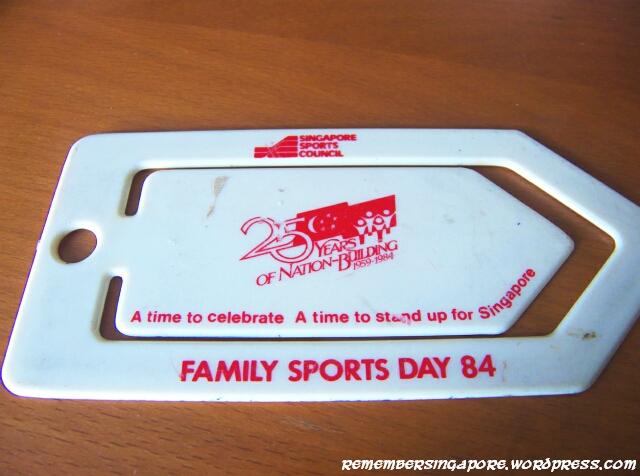 SINGAPORE
SPORTS
COUNCIL
25
YEARS
OF NATION-BUILDING
1959-1984
A time to celebrate A time to stand up for Singapore
FAMILY SPORTS DAY 84
REMEMBERSINGAPORE.WORDPRESS.COM